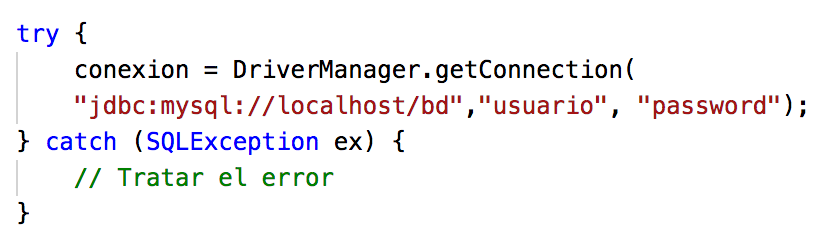 try {
    conexion = DriverManager.getConnection(
    "jdbc:mysql://localhost/bd","usuario", "password");
} catch (SQLException ex) {
    // Tratar el error
}